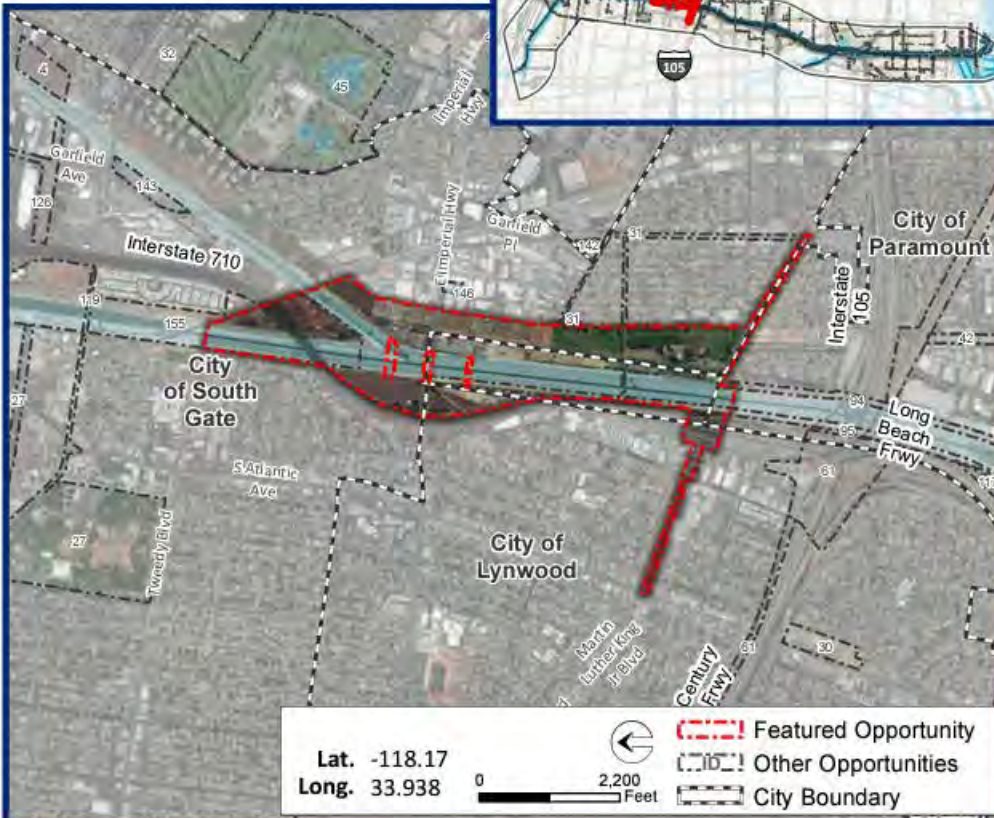 105
32
4
45
Imperial
Hwy
Garfield
Ave
143
126
E Imperial Hwy
Garfield
Pl
142
31
City of
Paramount
Interstate 710
Interstate
105
119
146
155
31
42
City
of South
Gate
94
Long
Beach
Frwy
95
27
S Atlantic
Ave
61
27
Tweedy Blvd
City of
Lynwood
Martin
Luther King
Jr Blvd
Century
Frwy
61
30
Lat. -118.17
Long. 33.938
0 2,200
Feet
Featured Opportunity
ID Other Opportunities
City Boundary